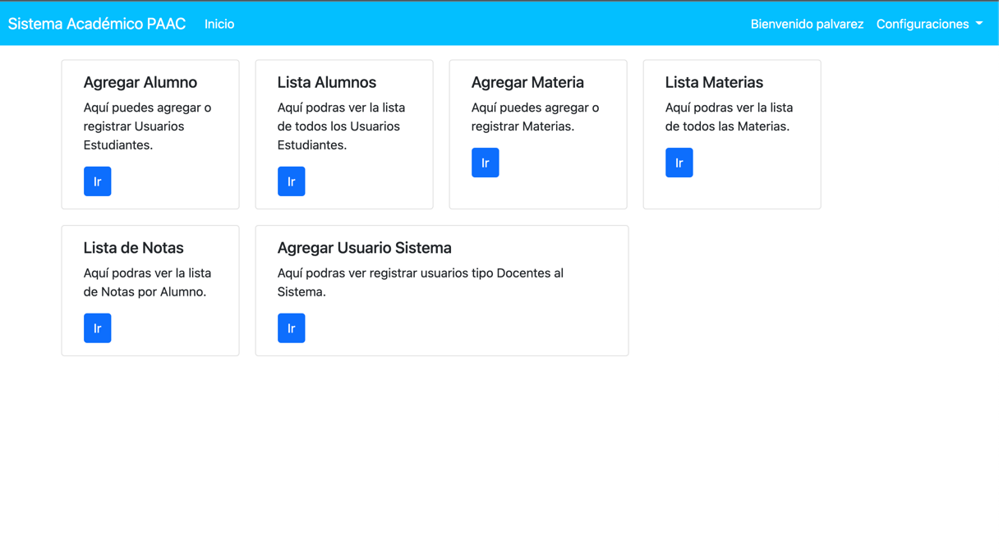 Sistema Académico PAAC Inicio Bienvenido palvarez Configuraciones
Agregar Alumno
Aquí puedes agregar o
registrar Usuarios
Estudiantes.
Ir
Lista Alumnos
Aquí podras ver la lista
de todos los Usuarios
Estudiantes.
Ir
Agregar Materia
Aquí puedes agregar o
registrar Materias.
Ir
Lista Materias
Aquí podras ver la lista
de todos las Materias.
Ir
Lista de Notas
Aquí podras ver la lista
de Notas por Alumno.
Ir
Agregar Usuario Sistema
Aquí podras ver registrar usuarios tipo Docentes al
Sistema.
Ir